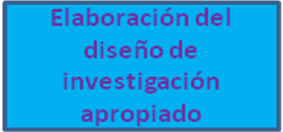 Elaboración del
diseño de
investigación
apropiado